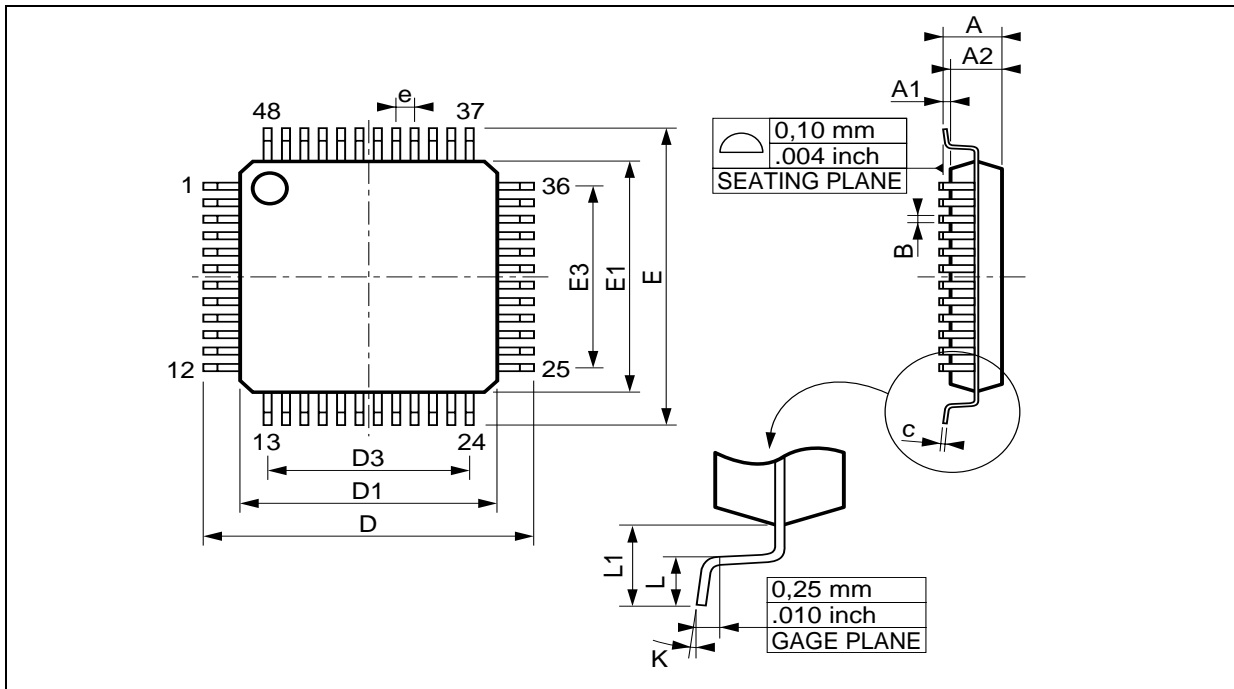 A
A2
A1
e
48
37
0,10 mm
.004 inch
SEATING PLANE
1
36
B
E3
E1
E
12
25
13
24
c
D3
D1
D
L1
L
0,25 mm
.010 inch
GAGE PLANE
K